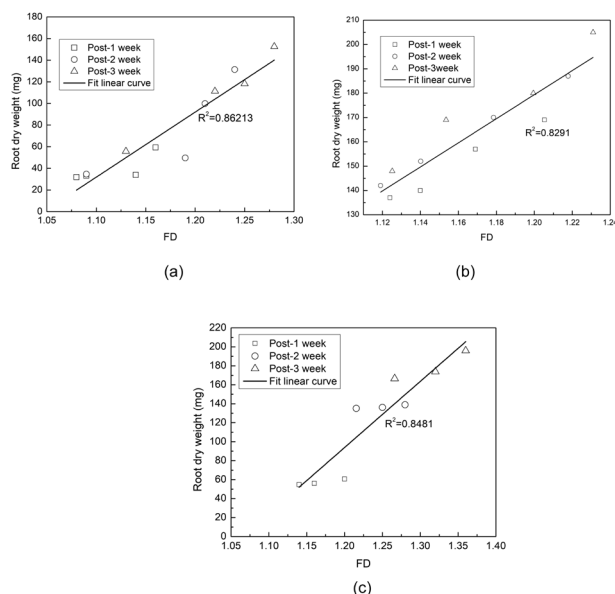 160
140
120
100
80
60
40
20
0
Root dry weight (mg)
Post-1 week
Post-2 week
Post-3 week
Fit linear curve
R²=0.86213
1.05 1.10 1.15 1.20 1.25 1.30
FD
(a)
210
200
190
180
170
160
150
140
130
Root dry weight (mg)
Post-1 week
Post-2 week
Post-3week
Fit linear curve
R²=0.8291
1.12 1.14 1.16 1.18 1.20 1.22 1.24
FD
(b)
220
200
180
160
140
120
100
80
60
40
20
0
Root dry weight (mg)
Post-1 week
Post-2 week
Post-3 week
Fit linear curve
R²=0.8481
1.05 1.10 1.15 1.20 1.25 1.30 1.35 1.40
FD
(c)